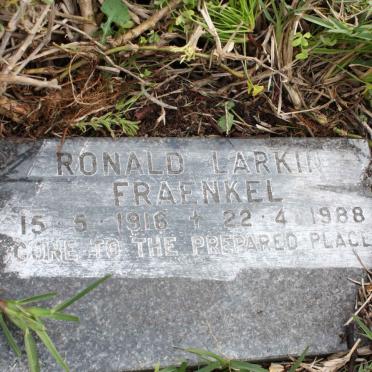 RONALD LARKIN
FRAENKEL
15·5·1916 + 22·4·1988
GONE TO THE PREPARED PLACE